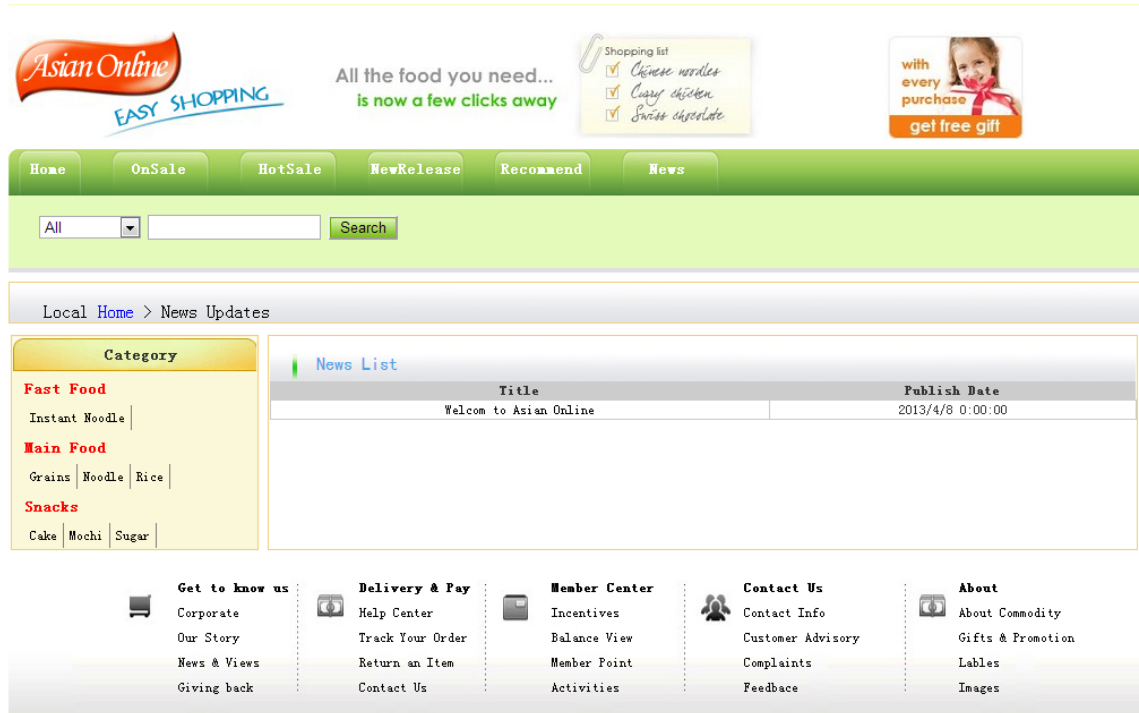 Asian Online
EASY SHOPPING
All the food you need...
is now a few clicks away
Shopping list
Chinese noodles
Curry chicken
Swiss chocolate
with
every
purchase
get free gift
Home OnSale HotSale NewRelease Recommend News
All Search
Local Home > News Updates
Category
Fast Food
Instant Noodle
Main Food
Grains Noodle Rice
Snacks
Cake Mochi Sugar
News List
Title Publish Date
Welcom to Asian Online 2013/4/8 0:00:00
Get to know us
Corporate
Our Story
News & Views
Giving back
Delivery & Pay
Help Center
Track Your Order
Return an Item
Contact Us
Member Center
Incentives
Balance View
Member Point
Activities
Contact Us
Contact Info
Customer Advisory
Complaints
Feedbace
About
About Commodity
Gifts & Promotion
Lables
Images